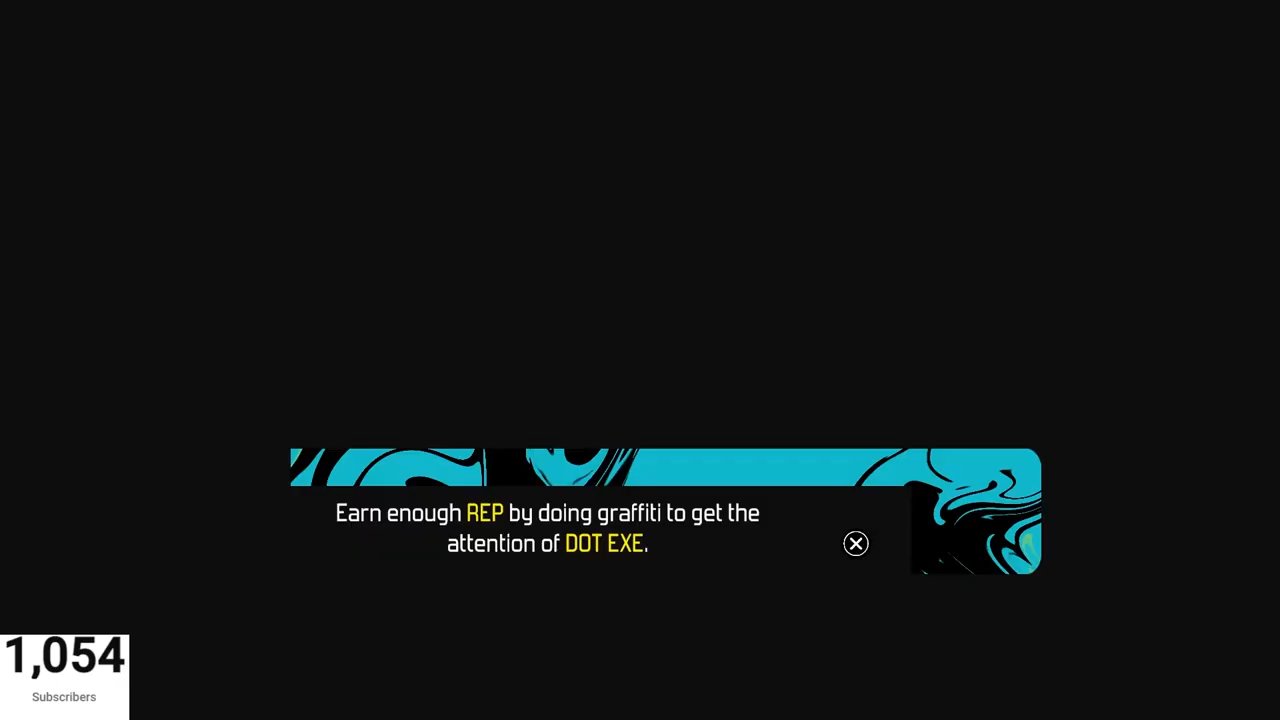 Earn enough REP by doing graffiti to get the
attention of DOT EXE.
1,054
Subscribers